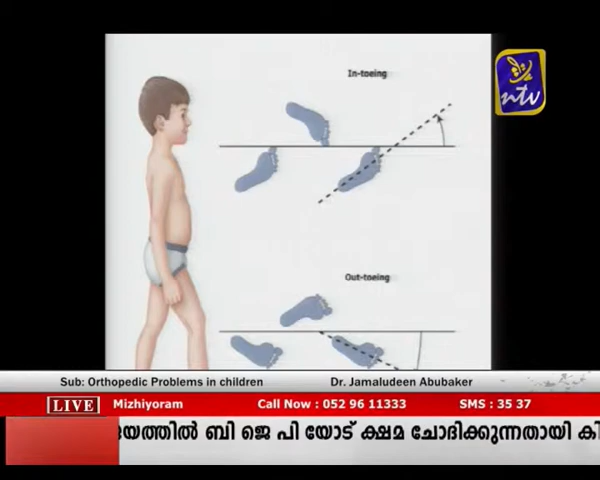 In-toeing
ntv
Out-toeing
Sub: Orthopedic Problems in children Dr. Jamaludeen Abubaker
LIVE Mizhiyoram Call Now : 052 96 11333 SMS : 35 37
ബി ജെ പി യോട് ക്ഷമ ചോദിക്കുന്നതായി കി